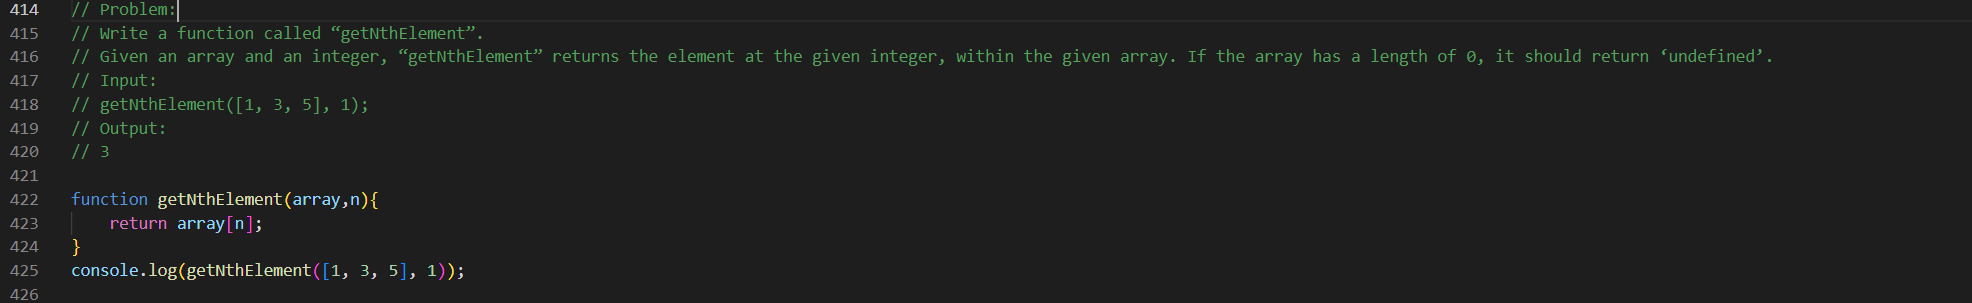 414 // Problem:
415 // Write a function called “getNthElement”.
416 // Given an array and an integer, “getNthElement” returns the element at the given integer, within the given array. If the array has a length of 0, it should return ‘undefined’.
417 // Input:
418 // getNthElement([1, 3, 5], 1);
419 // Output:
420 // 3
421
422 function getNthElement(array,n){
423     return array[n];
424 }
425 console.log(getNthElement([1, 3, 5], 1));
426